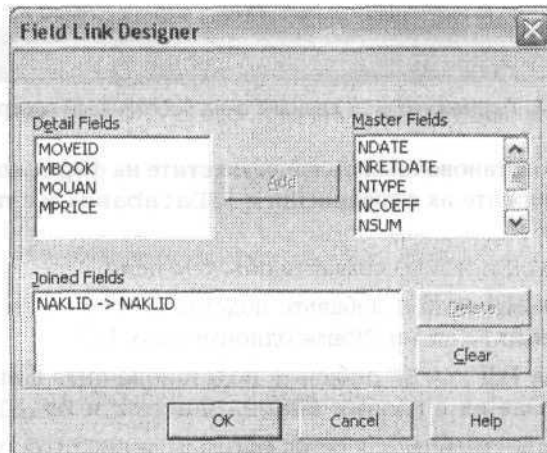 Field Link Designer
Detail Fields
Master Fields
MOVEID
MBOOK
MQUAN
MPRICE
Add
NDATE
NRETDATE
NTYPE
NCOEFF
NSUM
Joined Fields
NAKLID -> NAKLID
Delete
Clear
OK
Cancel
Help